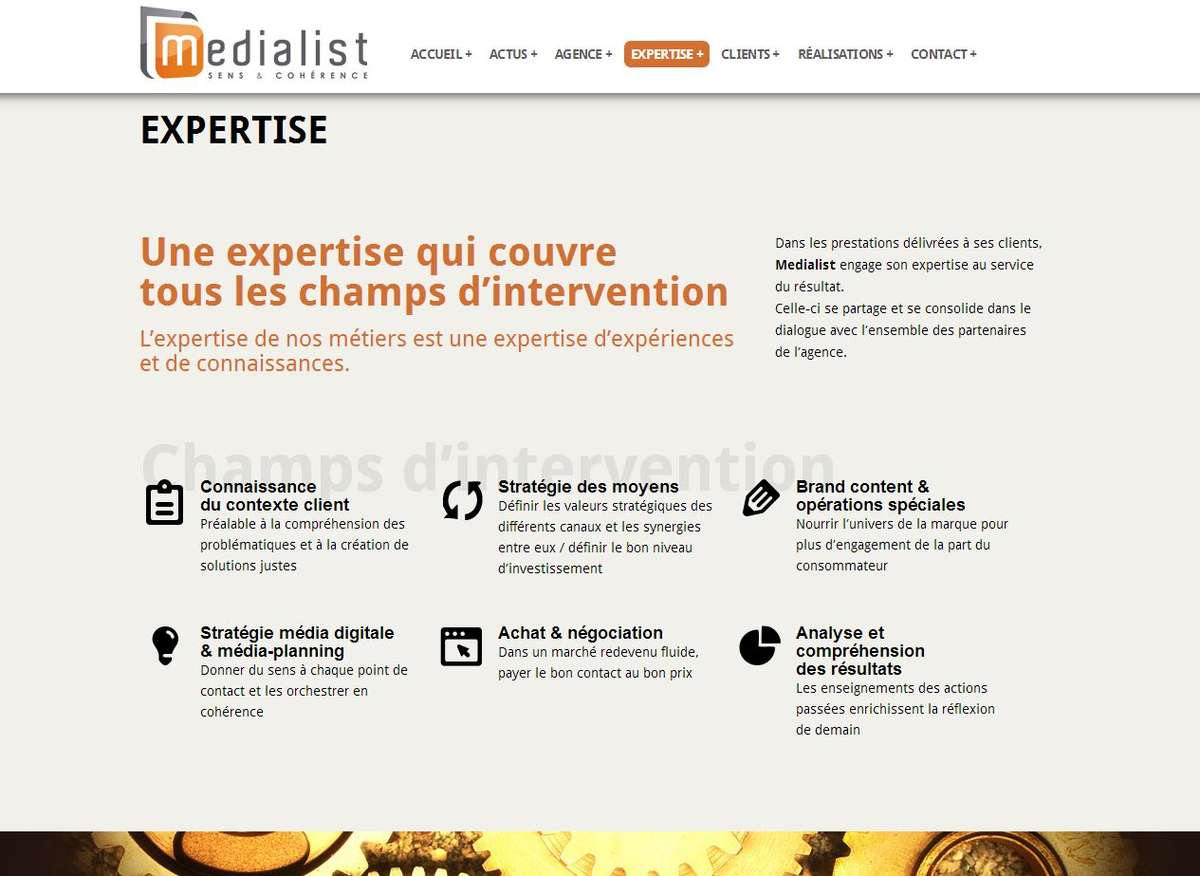 medialist
SENS & COHÉRENCE
ACCUEIL + ACTUS + AGENCE + EXPERTISE + CLIENTS + RÉALISATIONS + CONTACT +
EXPERTISE
Une expertise qui couvre
tous les champs d’intervention
L’expertise de nos métiers est une expertise d’expériences
et de connaissances.
Dans les prestations délivrées à ses clients,
Medialist engage son expertise au service
du résultat.
Celle-ci se partage et se consolide dans le
dialogue avec l’ensemble des partenaires
de l’agence.
Champs d’intervention
Connaissance
du contexte client
Préalable à la compréhension des
problématiques et à la création de
solutions justes
Stratégie des moyens
Définir les valeurs stratégiques des
différents canaux et les synergies
entre eux / définir le bon niveau
d’investissement
Brand content &
opérations spéciales
Nourrir l’univers de la marque pour
plus d’engagement de la part du
consommateur
Stratégie média digitale
& média-planning
Donner du sens à chaque point de
contact et les orchestrer en
cohérence
Achat & négociation
Dans un marché redevenu fluide,
payer le bon contact au bon prix
Analyse et
compréhension
des résultats
Les enseignements des actions
passées enrichissent la réflexion
de demain